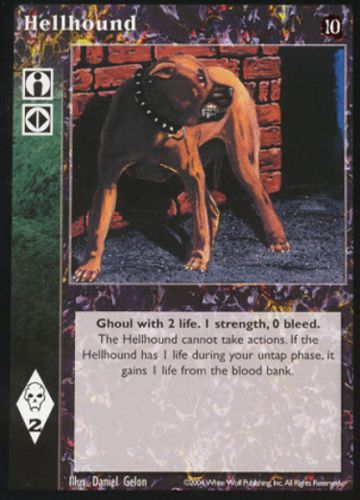 Hellhound
10
Ghoul with 2 life. 1 strength, 0 bleed.
The Hellhound cannot take actions. If the
Hellhound has 1 life during your untap phase, it
gains 1 life from the blood bank.
2
Illus: Daniel Gelon
©2004 White Wolf Publishing, Inc. All Rights Reserved.